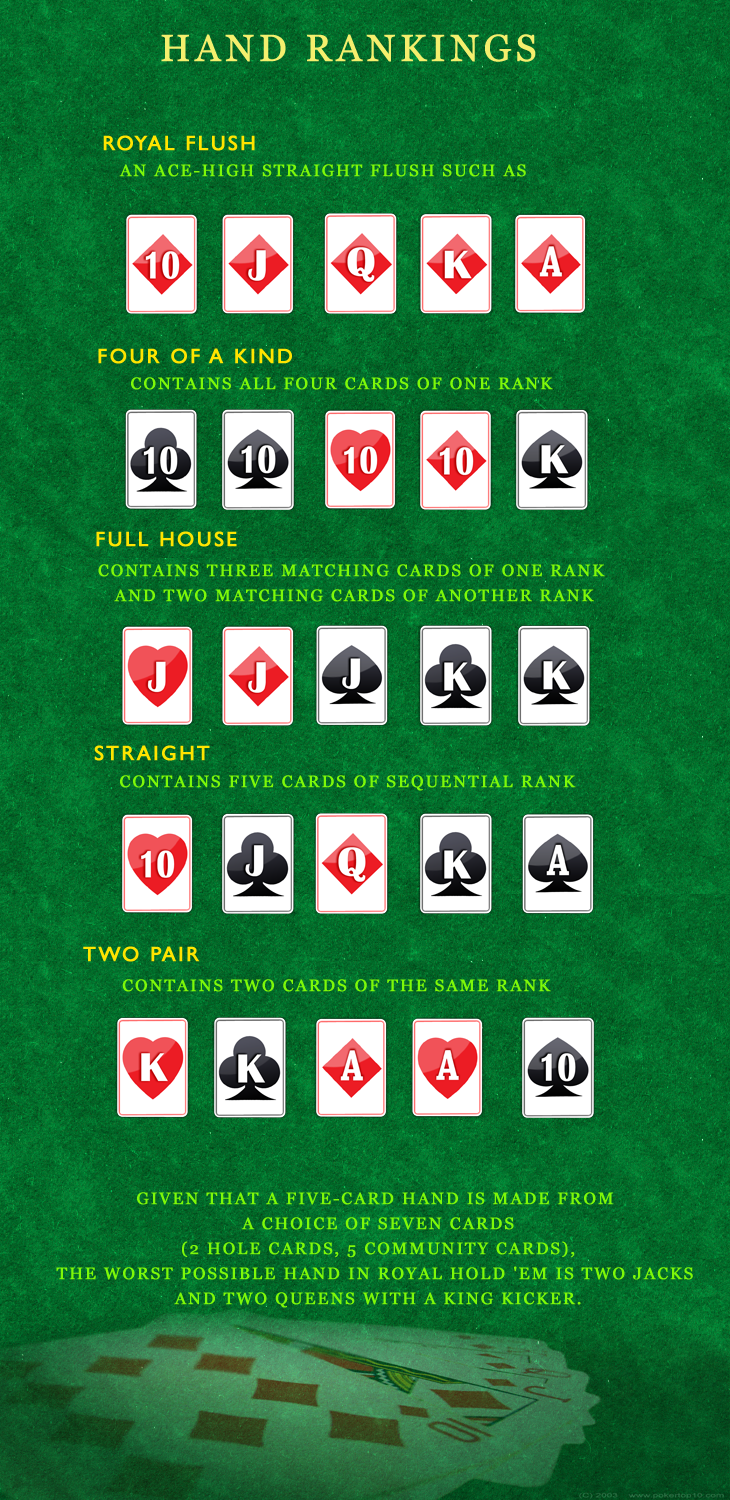 HAND RANKINGS
ROYAL FLUSH
AN ACE-HIGH STRAIGHT FLUSH SUCH AS
10 J Q K A
FOUR OF A KIND
CONTAINS ALL FOUR CARDS OF ONE RANK
10 10 10 10 K
FULL HOUSE
CONTAINS THREE MATCHING CARDS OF ONE RANK
AND TWO MATCHING CARDS OF ANOTHER RANK
J J J K K
STRAIGHT
CONTAINS FIVE CARDS OF SEQUENTIAL RANK
10 J Q K A
TWO PAIR
CONTAINS TWO CARDS OF THE SAME RANK
K K A A 10
GIVEN THAT A FIVE-CARD HAND IS MADE FROM
A CHOICE OF SEVEN CARDS
(2 HOLE CARDS, 5 COMMUNITY CARDS),
THE WORST POSSIBLE HAND IN ROYAL HOLD 'EM IS TWO JACKS
AND TWO QUEENS WITH A KING KICKER.
10 J
(C) 2003 www.pokertop10.com